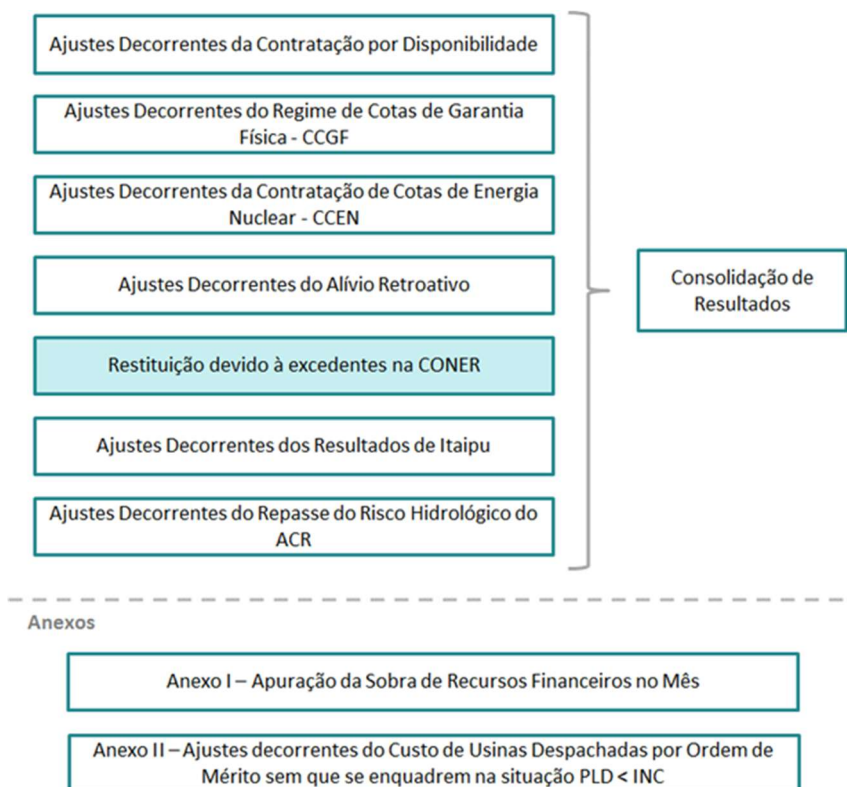 Ajustes Decorrentes da Contratação por Disponibilidade
Ajustes Decorrentes do Regime de Cotas de Garantia
Física - CCGF
Ajustes Decorrentes da Contratação de Cotas de Energia
Nuclear - CCEN
Ajustes Decorrentes do Alívio Retroativo
Restituição devido à excedentes na CONER
Ajustes Decorrentes dos Resultados de Itaipu
Ajustes Decorrentes do Repasse do Risco Hidrológico do
ACR
Consolidação de
Resultados
Anexos
Anexo I – Apuração da Sobra de Recursos Financeiros no Mês
Anexo II – Ajustes decorrentes do Custo de Usinas Despachadas por Ordem de
Mérito sem que se enquadrem na situação PLD < INC